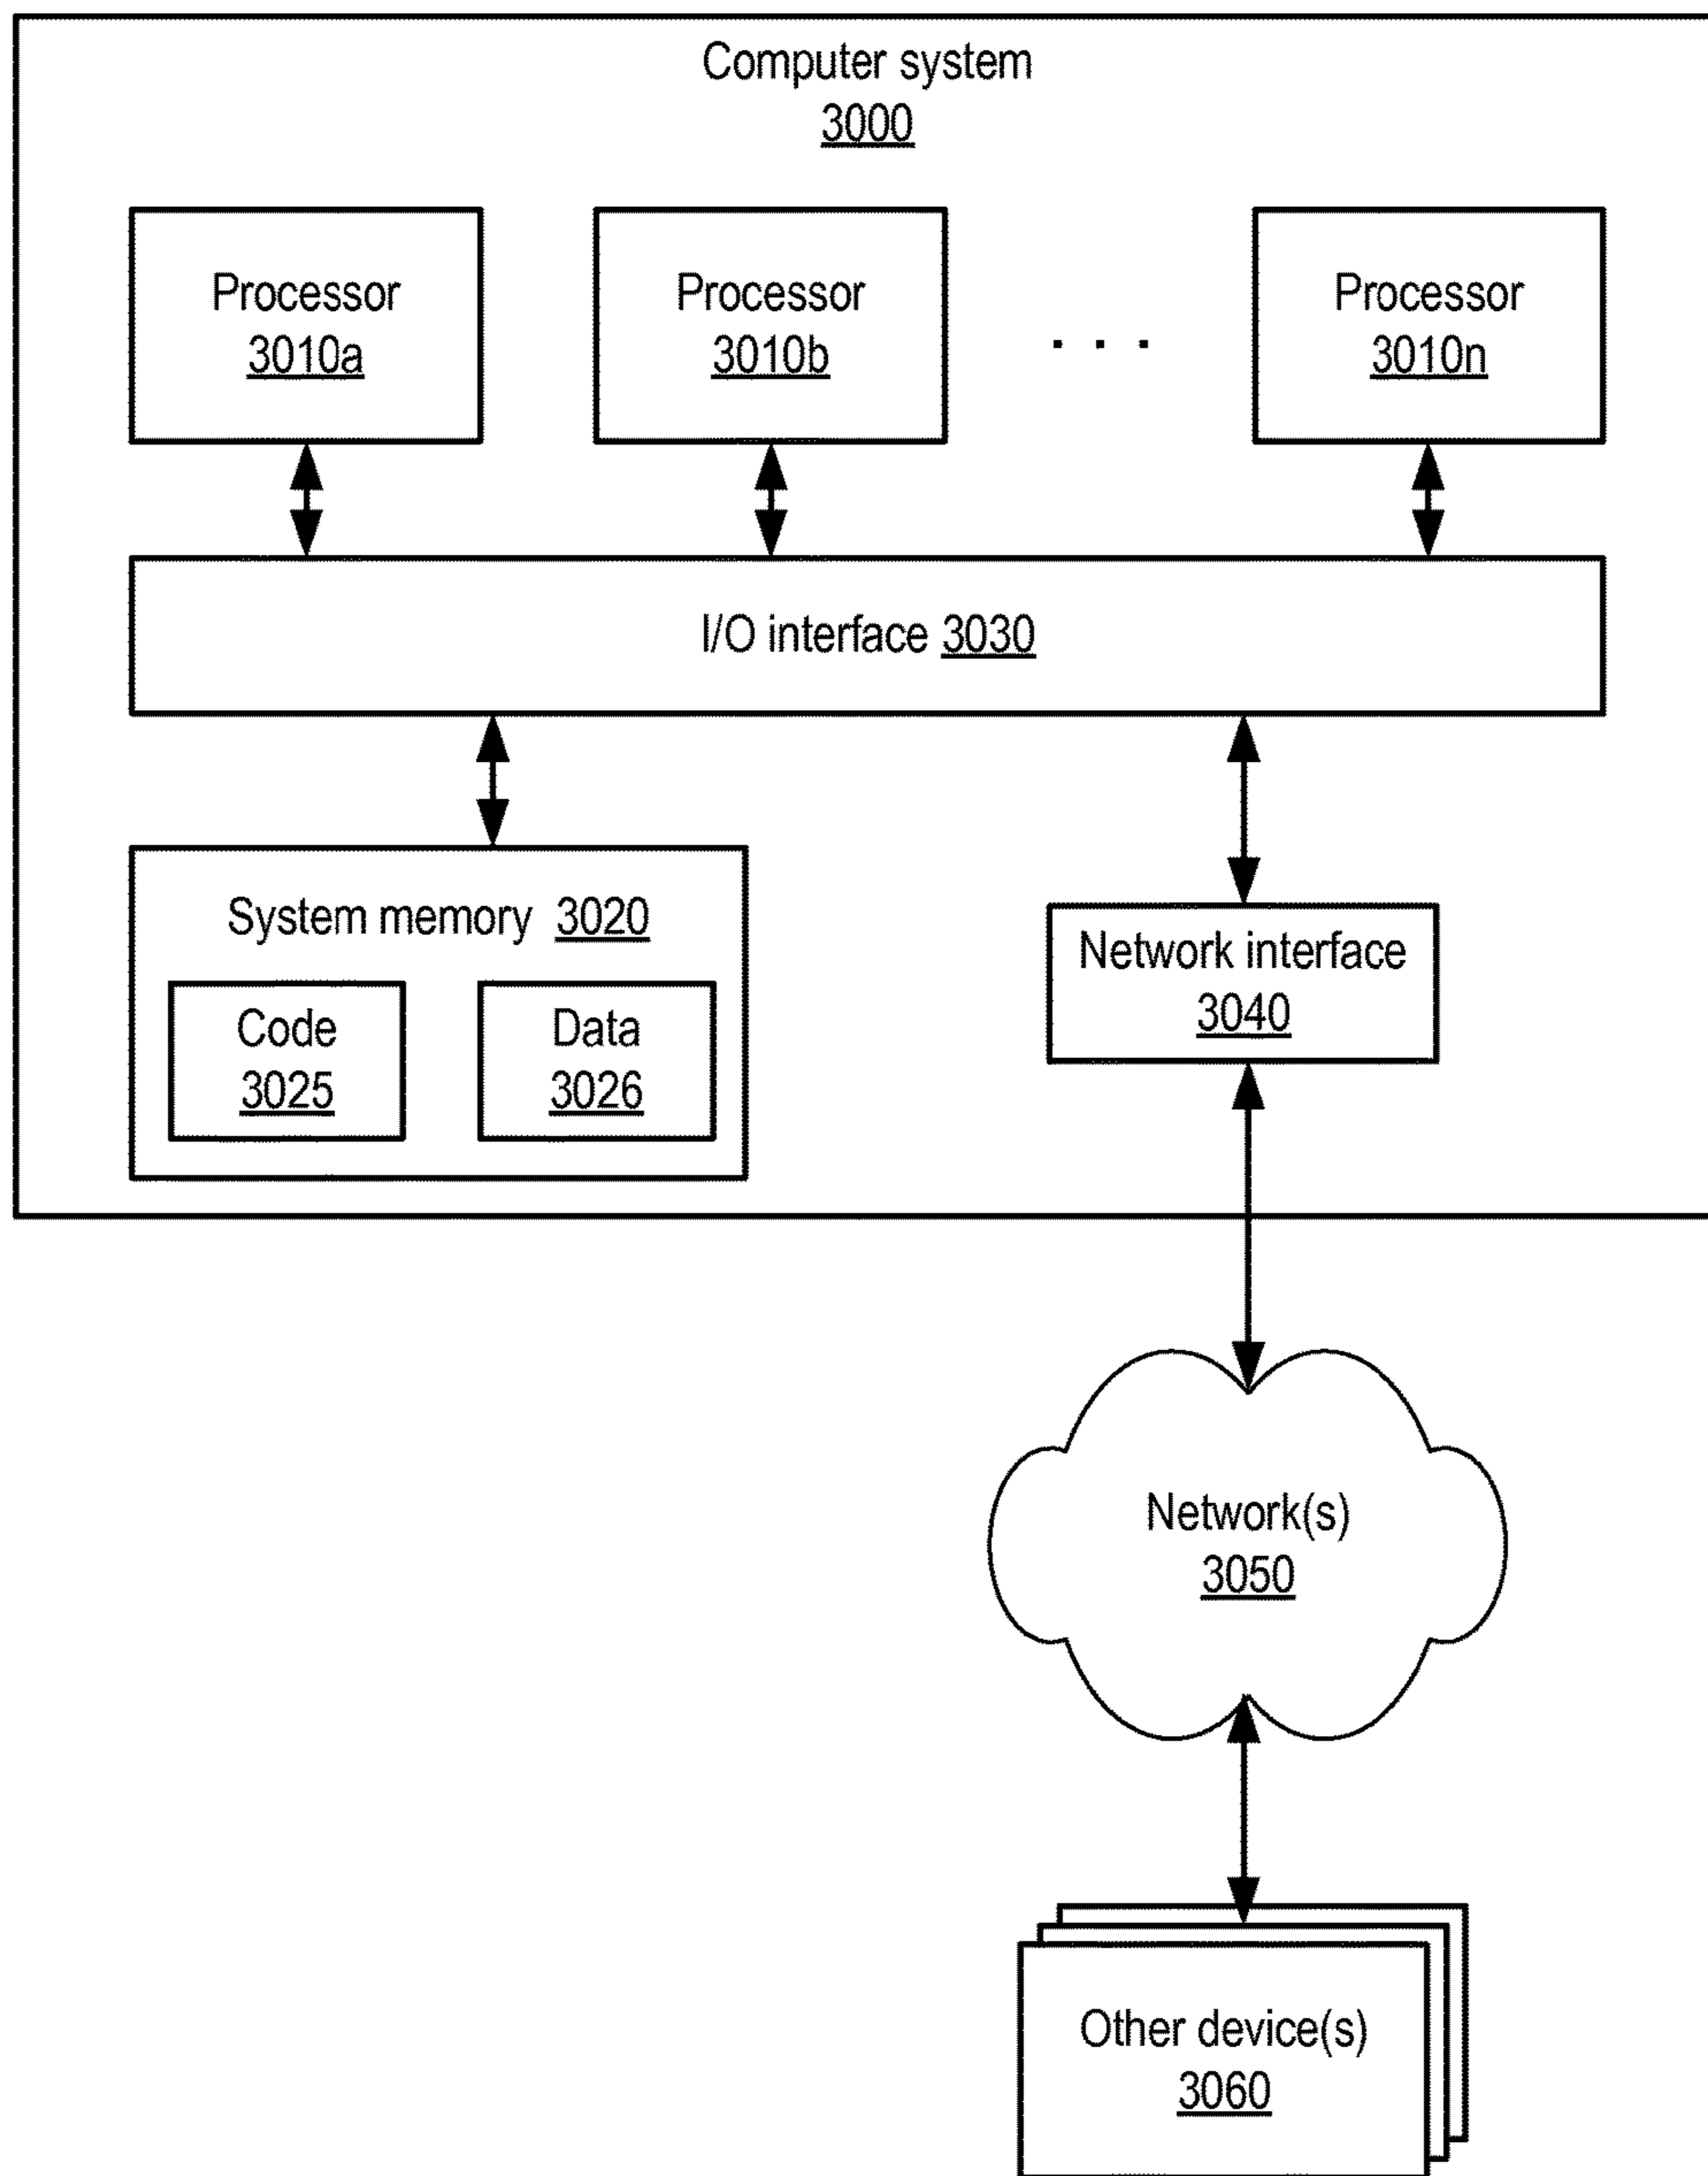 Computer system
3000
Processor
3010a
Processor
3010b
. . .
Processor
3010n
I/O interface 3030
System memory 3020
Code
3025
Data
3026
Network interface
3040
Network(s)
3050
Other device(s)
3060